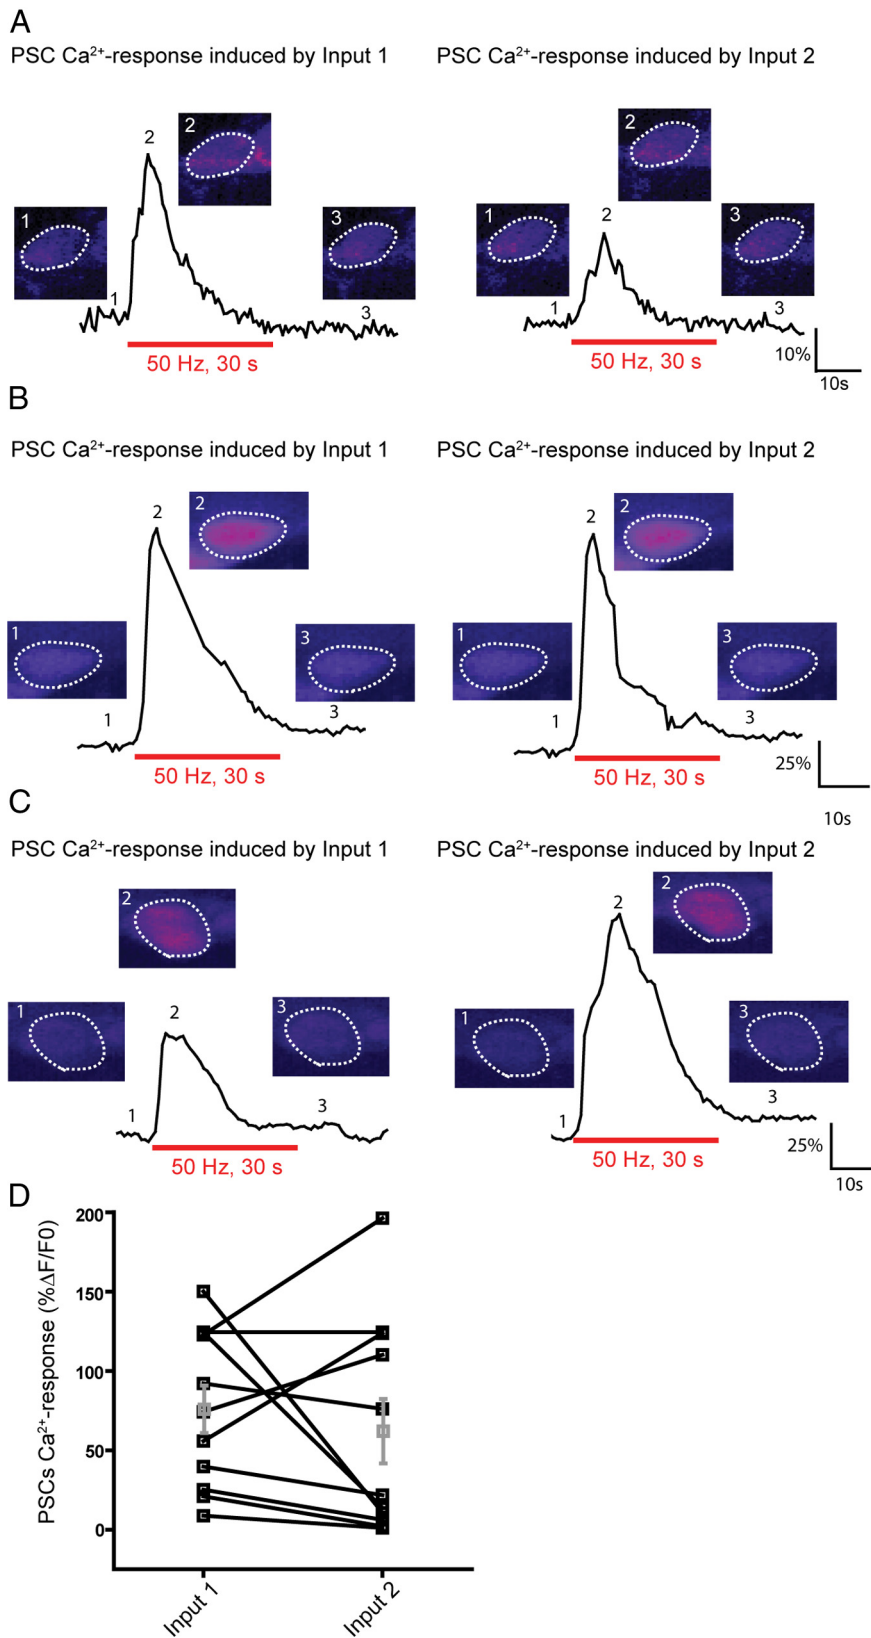 A
PSC Ca²⁺-response induced by Input 1
PSC Ca²⁺-response induced by Input 2
2
2
2
1
3
1
3
50 Hz, 30 s
2
2
1
3
1
3
50 Hz, 30 s
10%
10s
B
PSC Ca²⁺-response induced by Input 1
PSC Ca²⁺-response induced by Input 2
2
2
1
3
1
3
50 Hz, 30 s
2
2
1
3
1
3
50 Hz, 30 s
25%
10s
C
PSC Ca²⁺-response induced by Input 1
PSC Ca²⁺-response induced by Input 2
2
2
1
3
1
3
50 Hz, 30 s
2
2
1
3
1
3
50 Hz, 30 s
25%
10s
D
PSCs Ca²⁺-response (%ΔF/F0)
200
150
100
50
0
Input 1
Input 2